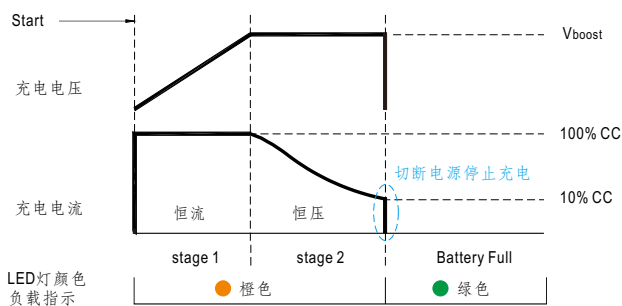 Start
Vboost
充电电压
100% CC
切断电源停止充电
10% CC
充电电流
恒流
恒压
stage 1
stage 2
Battery Full
LED灯颜色
负载指示
橙色
绿色